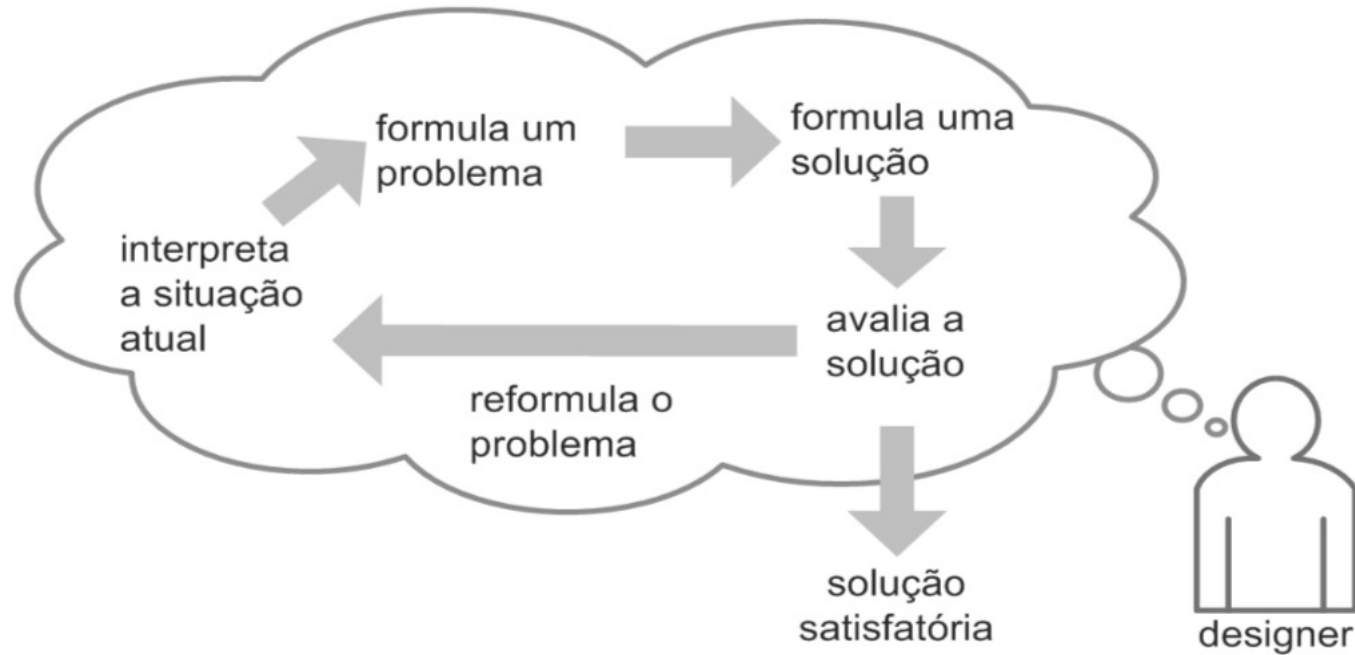 formula um
problema
formula uma
solução
interpreta
a situação
atual
avalia a
solução
reformula o
problema
solução
satisfatória
designer